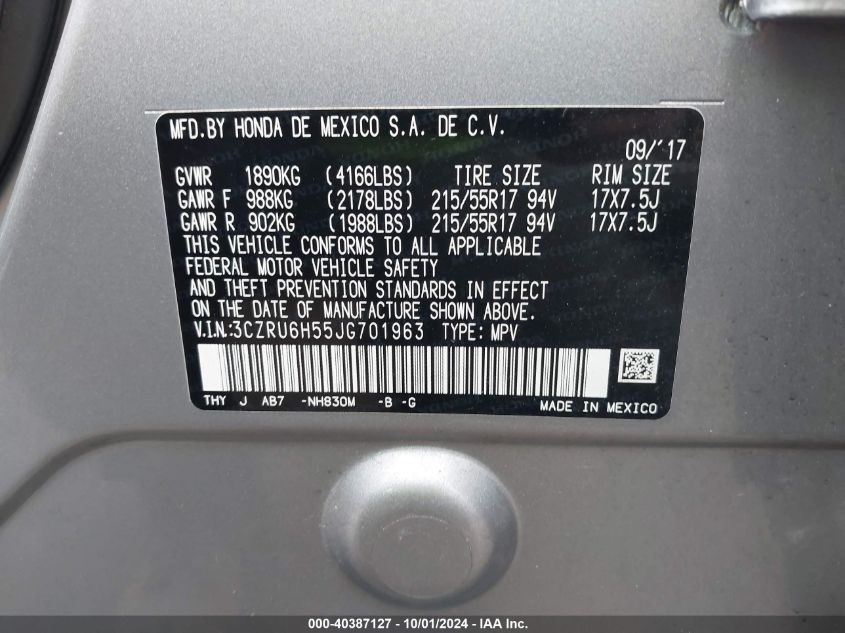 MFD.BY HONDA DE MEXICO S.A. DE C.V.
09/'17
GVWR 1890KG (4166LBS) TIRE SIZE RIM SIZE
GAWR F 988KG (2178LBS) 215/55R17 94V 17X7.5J
GAWR R 902KG (1988LBS) 215/55R17 94V 17X7.5J
THIS VEHICLE CONFORMS TO ALL APPLICABLE
FEDERAL MOTOR VEHICLE SAFETY
AND THEFT PREVENTION STANDARDS IN EFFECT
ON THE DATE OF MANUFACTURE SHOWN ABOVE.
V.I.N:3CZRU6H55JG701963 TYPE: MPV
THY J AB7 -NH830M -B -G MADE IN MEXICO
000-40387127 - 10/01/2024 - IAA Inc.